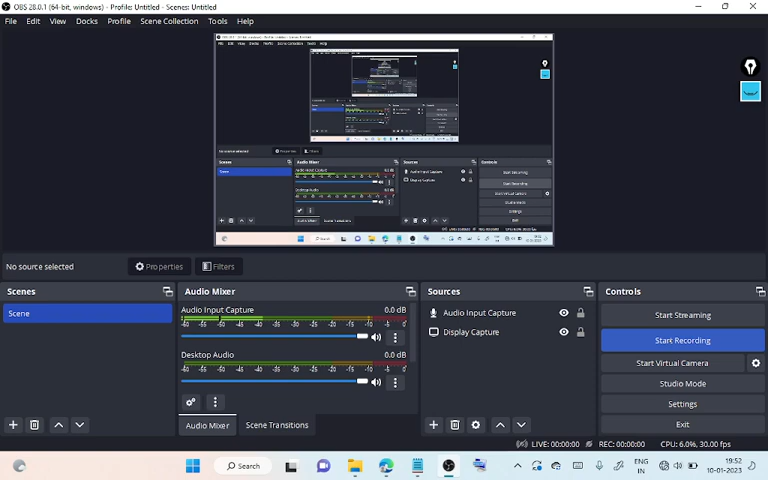 OBS 28.0.1 (64-bit, windows) - Profile: Untitled - Scenes: Untitled
File Edit View Docks Profile Scene Collection Tools Help
No source selected Properties Filters
Scenes Audio Mixer Sources Controls
Scene
Audio Input Capture 0.0 dB
-60 -55 -50 -45 -40 -35 -30 -25 -20 -15 -10 -5 0
Desktop Audio 0.0 dB
-60 -55 -50 -45 -40 -35 -30 -25 -20 -15 -10 -5 0
Audio Mixer Scene Transitions
Audio Input Capture
Display Capture
Start Streaming
Start Recording
Start Virtual Camera
Studio Mode
Settings
Exit
LIVE: 00:00:00 REC: 00:00:00 CPU: 6.0%, 30.00 fps
Search
ENG
IN
19:52
10-01-2023